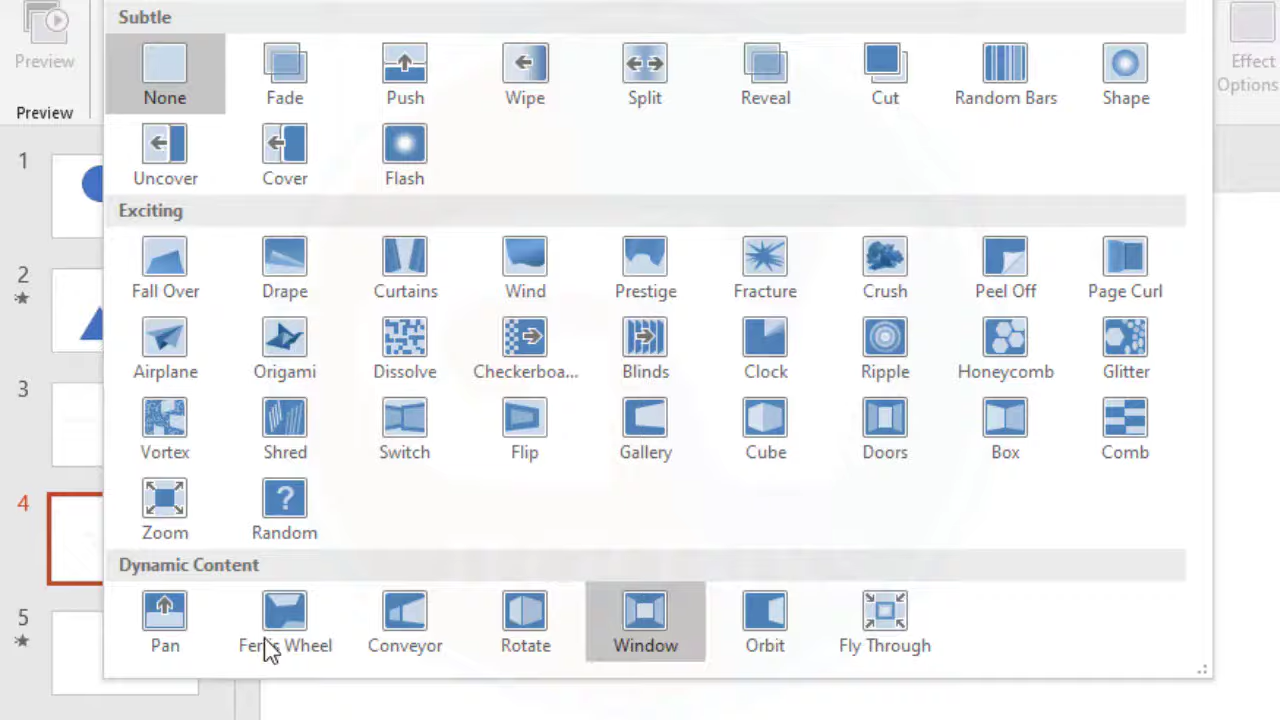 Subtle
Preview
Effect
Options
None Fade Push Wipe Split Reveal Cut Random Bars Shape
Preview
Uncover Cover Flash
1
Exciting
2
Fall Over Drape Curtains Wind Prestige Fracture Crush Peel Off Page Curl
Airplane Origami Dissolve Checkerboa... Blinds Clock Ripple Honeycomb Glitter
3
Vortex Shred Switch Flip Gallery Cube Doors Box Comb
4
?
Zoom Random
Dynamic Content
5
Pan Ferris Wheel Conveyor Rotate Window Orbit Fly Through